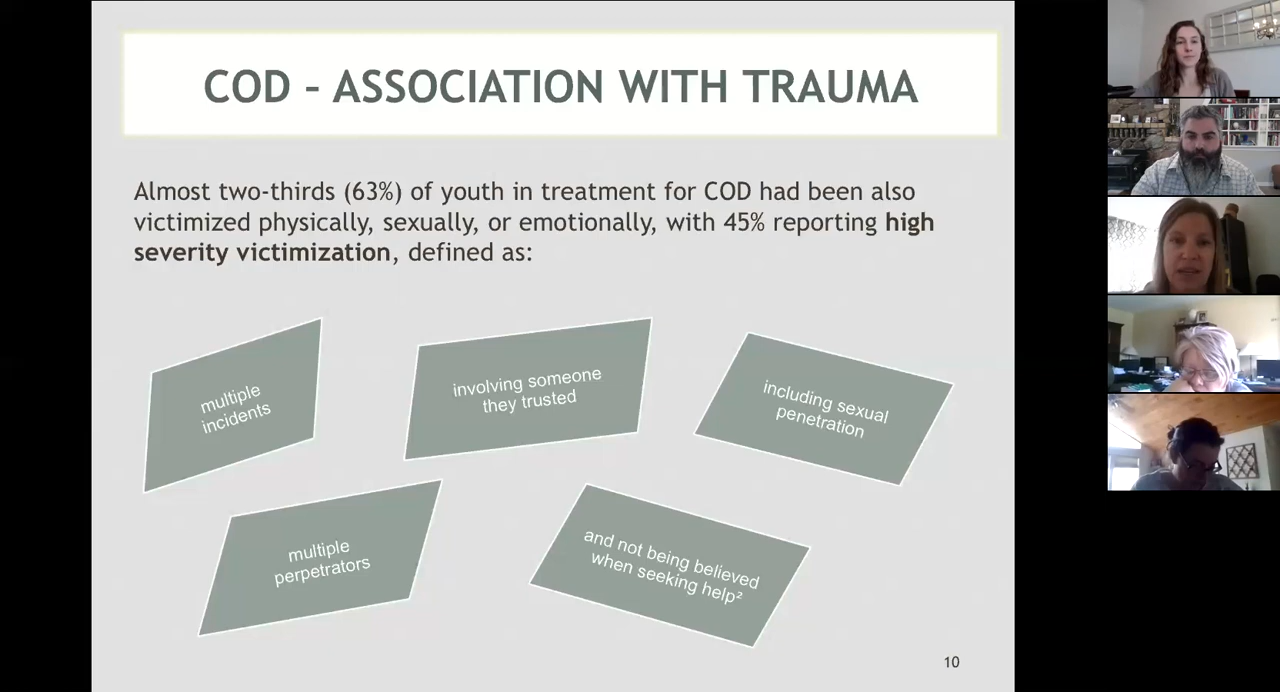 COD – ASSOCIATION WITH TRAUMA
Almost two-thirds (63%) of youth in treatment for COD had been also
victimized physically, sexually, or emotionally, with 45% reporting high
severity victimization, defined as:
multiple
incidents
involving someone
they trusted
including sexual
penetration
multiple
perpetrators
and not being believed
when seeking help²
10